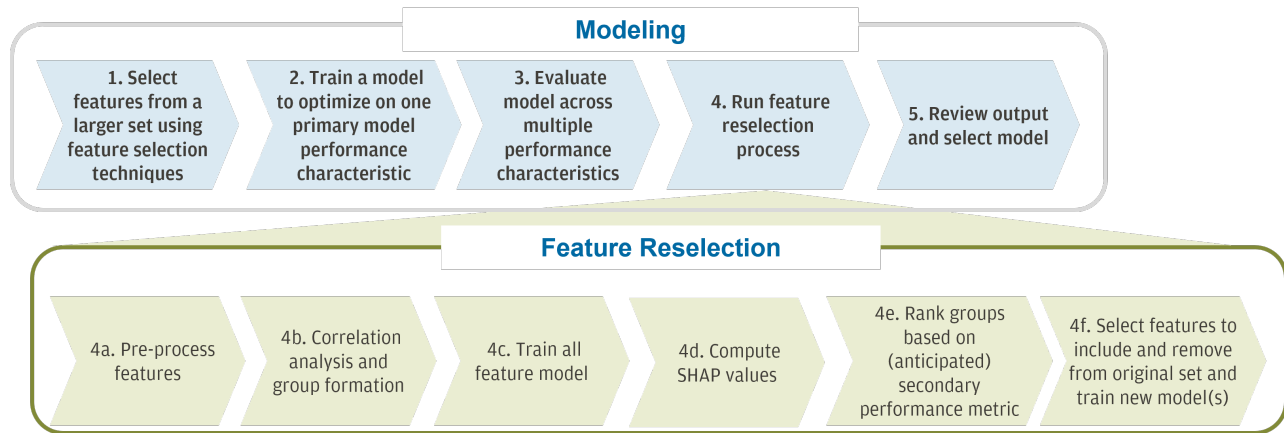 Modeling
1. Select
features from a
larger set using
feature selection
techniques
2. Train a model
to optimize on one
primary model
performance
characteristic
3. Evaluate
model across
multiple
performance
characteristics
4. Run feature
reselection
process
5. Review output
and select model
Feature Reselection
4a. Pre-process
features
4b. Correlation
analysis and
group formation
4c. Train all
feature model
4d. Compute
SHAP values
4e. Rank groups
based on
(anticipated)
secondary
performance metric
4f. Select features to
include and remove
from original set and
train new model(s)